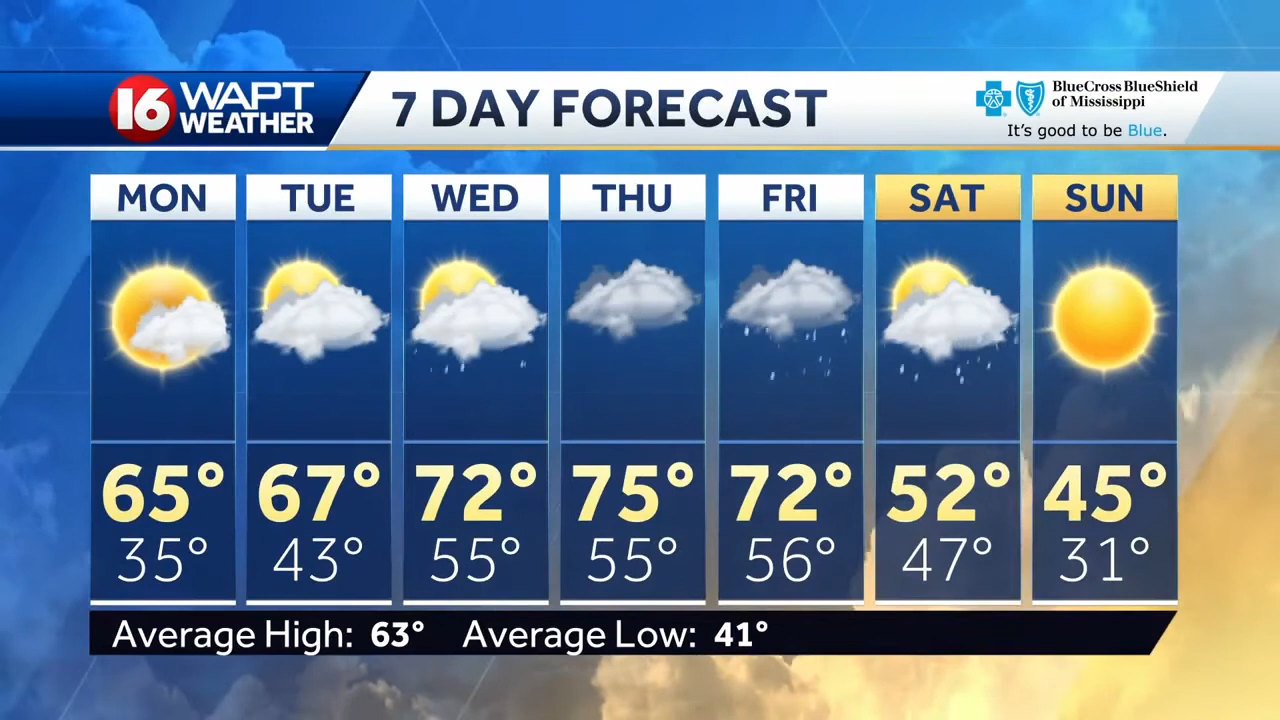 16 WAPT WEATHER
7 DAY FORECAST
BlueCross BlueShield
of Mississippi
It's good to be Blue.
MON TUE WED THU FRI SAT SUN
65° 67° 72° 75° 72° 52° 45°
35° 43° 55° 55° 56° 47° 31°
Average High: 63° Average Low: 41°